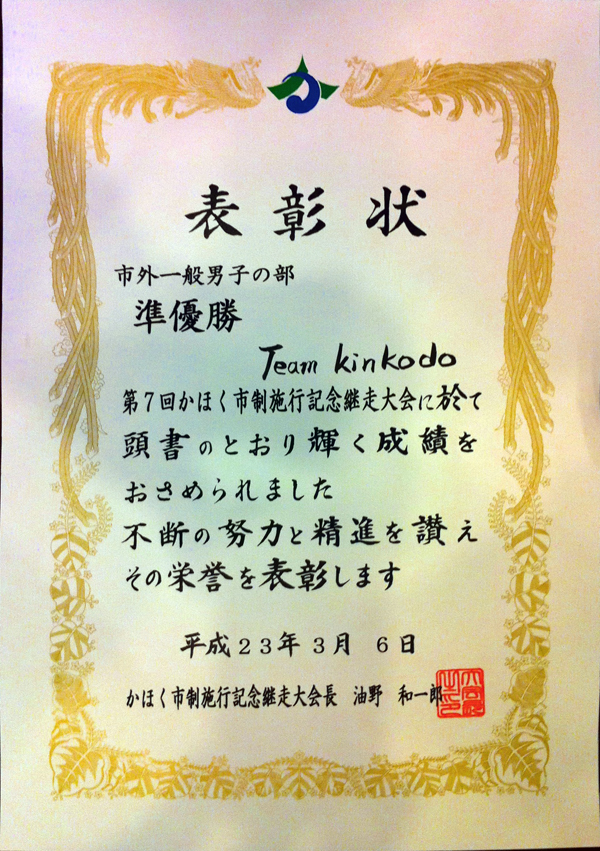 表彰状
市外一般男子の部
準優勝
Team kinkodo
第7回かほく市制施行記念継走大会に於て
頭書のとおり輝く成績を
おさめられました
不断の努力と精進を讃え
その栄誉を表彰します
平成23年3月 6日
かほく市制施行記念継走大会長 油野 和一郎